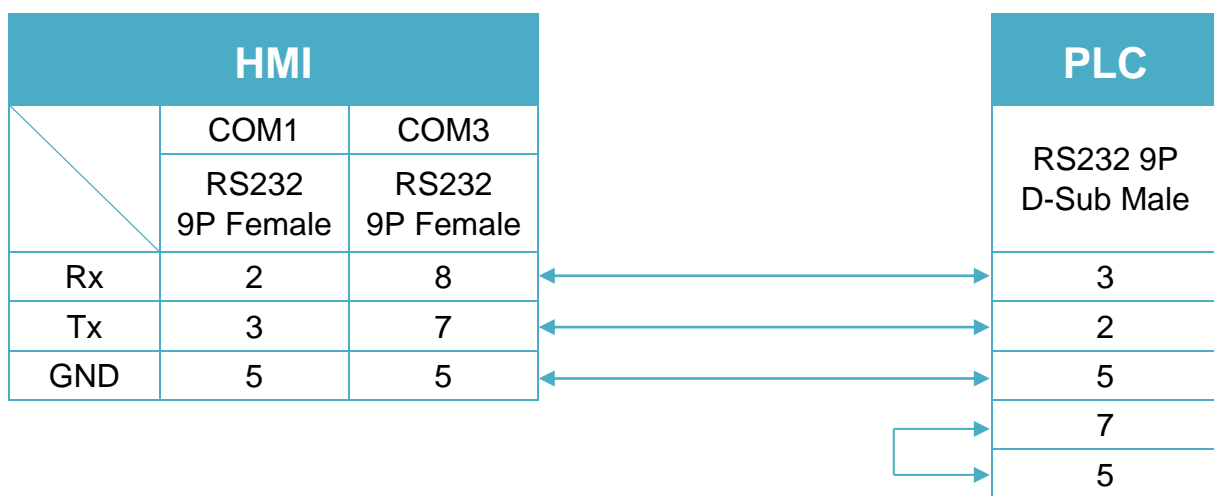 HMI
PLC
COM1 COM3
RS232 9P
D-Sub Male
RS232 RS232
9P Female 9P Female
Rx 2 8 3
Tx 3 7 2
GND 5 5 5
7
5